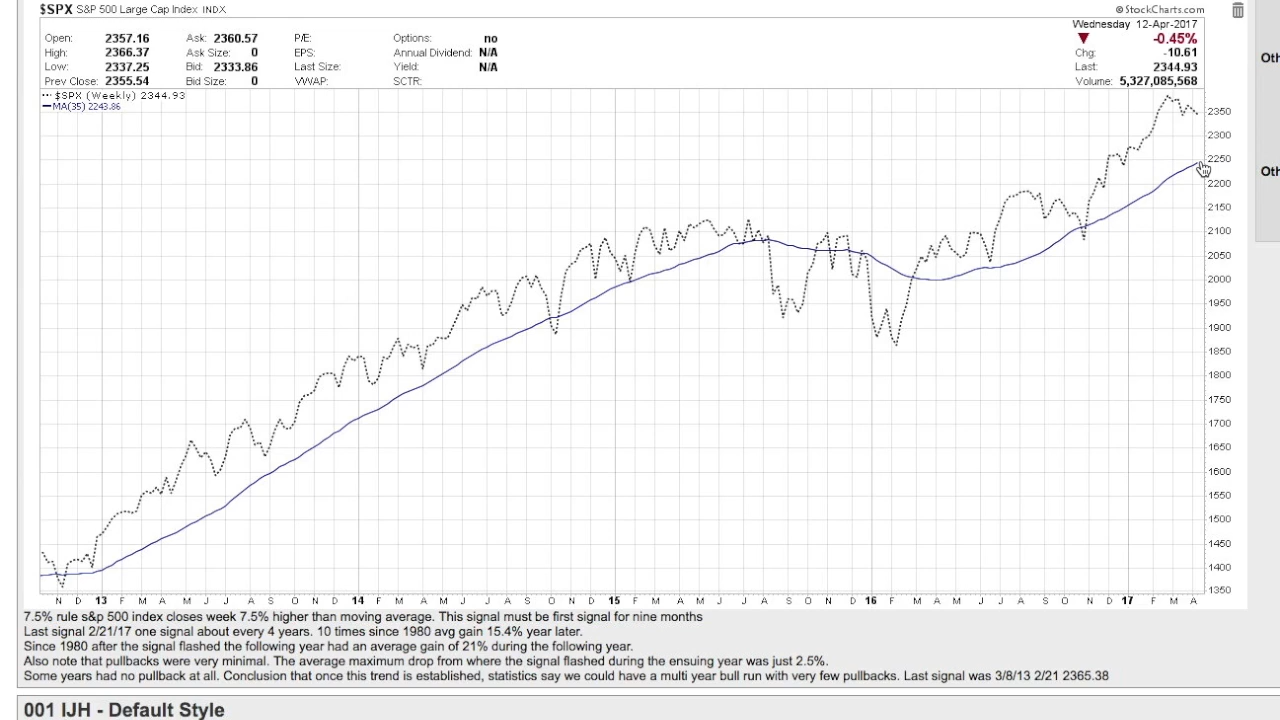 $SPX S&P 500 Large Cap Index INDX
© StockCharts.com
Wednesday 12-Apr-2017
Open: 2357.16 Ask: 2360.57 P/E: Options: no
-0.45%
High: 2366.37 Ask Size: 0 EPS: Annual Dividend: N/A
Chg: -10.61
Low: 2337.25 Bid: 2333.86 Last Size: Yield: N/A
Last: 2344.93
Prev Close: 2355.54 Bid Size: 0 VWAP: SCTR:
Volume: 5,327,085,568
$SPX (Weekly) 2344.93
MA(35) 2243.86
2350
2300
2250
2200
2150
2100
2050
2000
1950
1900
1850
1800
1750
1700
1650
1600
1550
1500
1450
1400
1350
N D 13 F M A M J J A S O N D 14 F M A M J J A S O N D 15 F M A M J J A S O N D 16 F M A M J J A S O N D 17 F M A
Oth
Oth
7.5% rule s&p 500 index closes week 7.5% higher than moving average. This signal must be first signal for nine months
Last signal 2/21/17 one signal about every 4 years. 10 times since 1980 avg gain 15.4% year later.
Since 1980 after the signal flashed the following year had an average gain of 21% during the following year.
Also note that pullbacks were very minimal. The average maximum drop from where the signal flashed during the ensuing year was just 2.5%.
Some years had no pullback at all. Conclusion that once this trend is established, statistics say we could have a multi year bull run with very few pullbacks. Last signal was 3/8/13 2/21 2365.38
001 IJH - Default Style